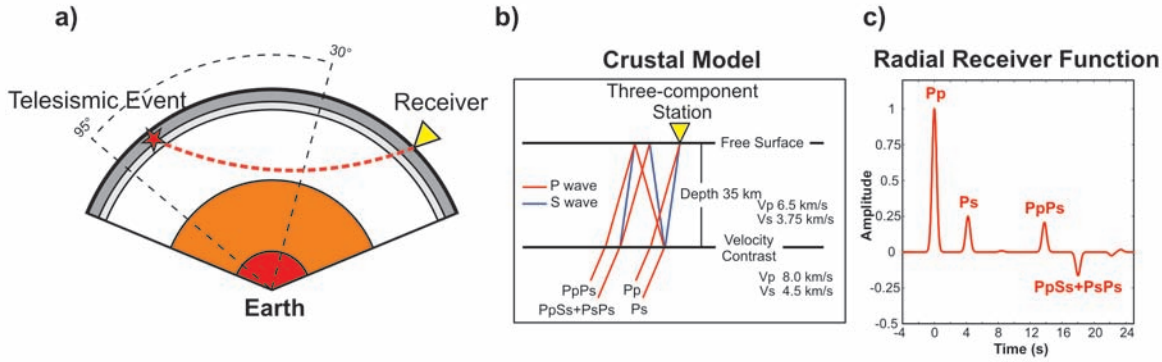 a)
30°
Telesismic Event
Receiver
95°
Earth
b)
Crustal Model
Three-component
Station
Free Surface
P wave
S wave
Depth 35 km
Vp 6.5 km/s
Vs 3.75 km/s
Velocity
Contrast
Vp 8.0 km/s
Vs 4.5 km/s
PpPs
Pp
PpSs+PsPs
Ps
c)
Radial Receiver Function
Pp
1
0.75
0.5
Ps
PpPs
0.25
0
PpSs+PsPs
-0.25
-0.5
Amplitude
-4 0 4 8 12 16 20 24
Time (s)